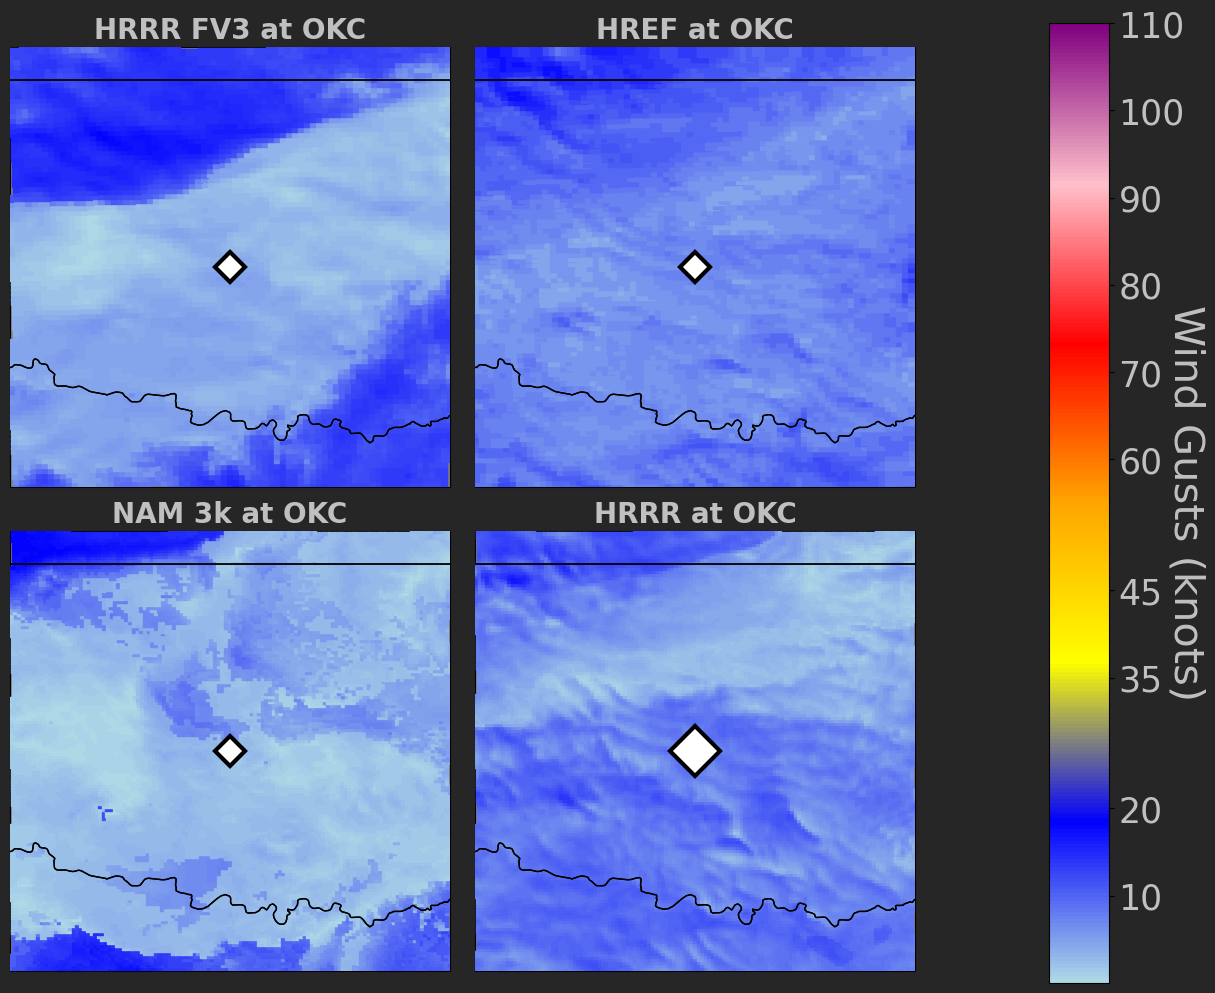 HRRR FV3 at OKC
HREF at OKC
NAM 3k at OKC
HRRR at OKC
110
100
90
80
70
60
45
35
20
10
Wind Gusts (knots)